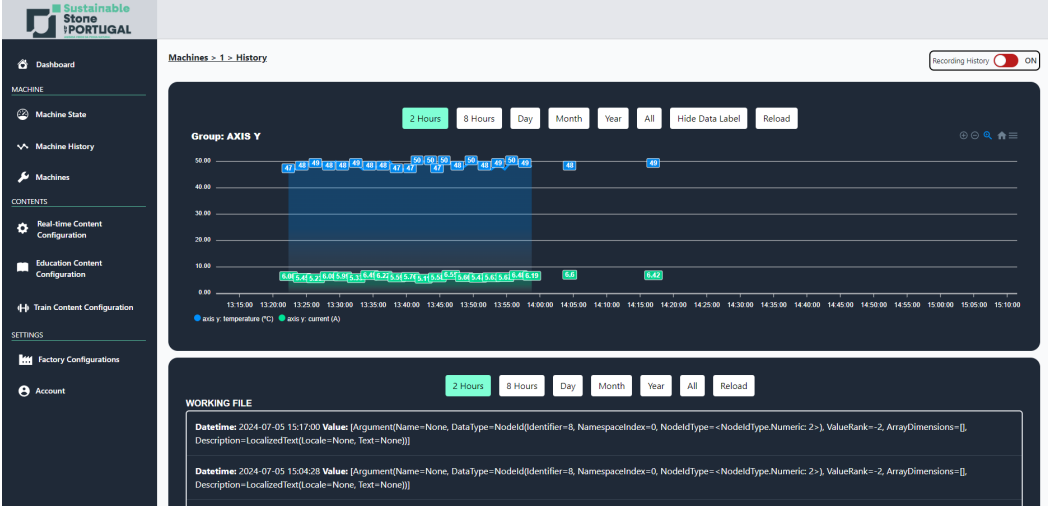 Sustainable
Stone
BY PORTUGAL
Dashboard
MACHINE
Machine State
Machine History
Machines
CONTENTS
Real-time Content
Configuration
Education Content
Configuration
Train Content Configuration
SETTINGS
Factory Configurations
Account
Machines > 1 > History
Recording History ON
2 Hours 8 Hours Day Month Year All Hide Data Label Reload
Group: AXIS Y
50.00
40.00
30.00
20.00
10.00
0.00
47 48 49 48 48 49 48 48 47 47 50 50 47 50 48 50 48 49 50 49 48 49
6.6 6.42
13:15:00 13:20:00 13:25:00 13:30:00 13:35:00 13:40:00 13:45:00 13:50:00 13:55:00 14:00:00 14:05:00 14:10:00 14:15:00 14:20:00 14:25:00 14:30:00 14:35:00 14:40:00 14:45:00 14:50:00 14:55:00 15:00:00 15:05:00 15:10:00
axis y: temperature (°C) axis y: current (A)
2 Hours 8 Hours Day Month Year All Reload
WORKING FILE
Datetime: 2024-07-05 15:17:00 Value: [Argument(Name=None, DataType=NodeId(Identifier=8, NamespaceIndex=0, NodeIdType=<NodeIdType.Numeric: 2>), ValueRank=-2, ArrayDimensions=[],
Description=LocalizedText(Locale=None, Text=None))]
Datetime: 2024-07-05 15:04:28 Value: [Argument(Name=None, DataType=NodeId(Identifier=8, NamespaceIndex=0, NodeIdType=<NodeIdType.Numeric: 2>), ValueRank=-2, ArrayDimensions=[],
Description=LocalizedText(Locale=None, Text=None))]